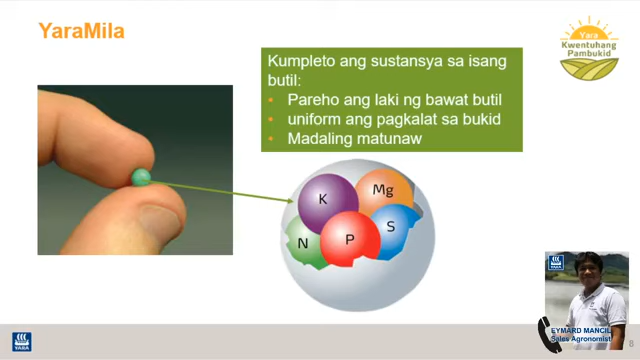 YaraMila
Yara
Kwentuhang
Pambukid
Kumpleto ang sustansya sa isang
butil:
• Pareho ang laki ng bawat butil
• uniform ang pagkalat sa bukid
• Madaling matunaw
K
Mg
N
P
S
YARA
EYMARD MANCIL
Sales Agronomist
YARA
8